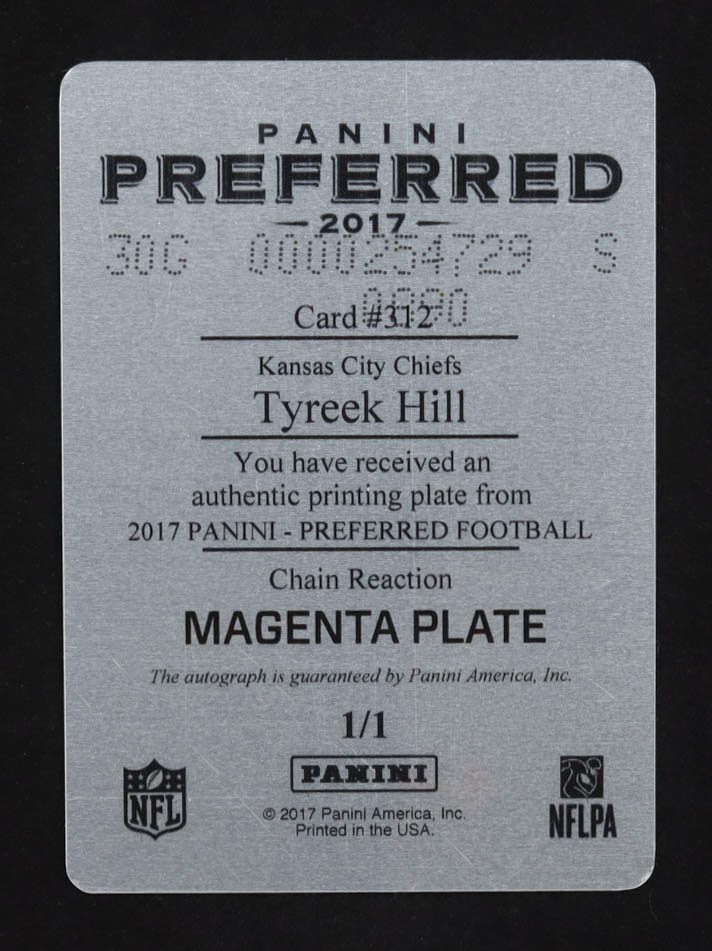 PANINI
PREFERRED
2017
30G 0000254729 S
Card #312
Kansas City Chiefs
Tyreek Hill
You have received an
authentic printing plate from
2017 PANINI - PREFERRED FOOTBALL
Chain Reaction
MAGENTA PLATE
The autograph is guaranteed by Panini America, Inc.
1/1
NFL
PANINI
© 2017 Panini America, Inc.
Printed in the USA.
NFLPA